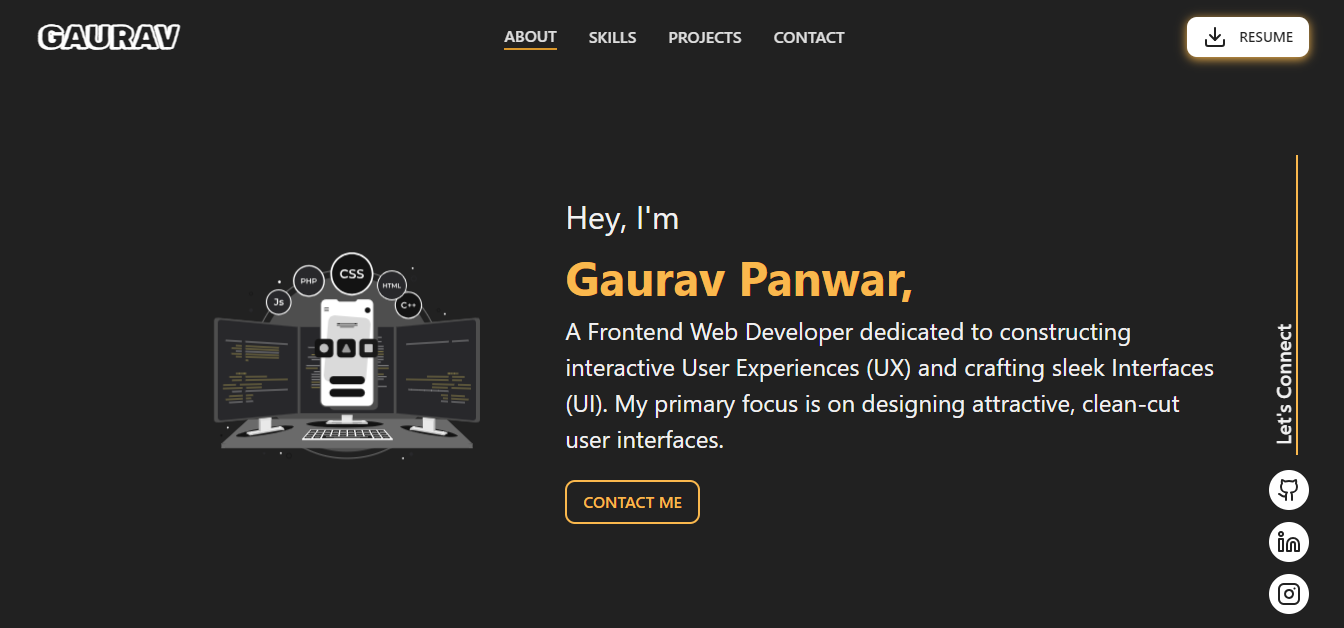 GAURAV
ABOUT
SKILLS
PROJECTS
CONTACT
RESUME
Hey, I'm
Gaurav Panwar,
A Frontend Web Developer dedicated to constructing
interactive User Experiences (UX) and crafting sleek Interfaces
(UI). My primary focus is on designing attractive, clean-cut
user interfaces.
CONTACT ME
Js
PHP
CSS
HTML
C++
Let's Connect
in